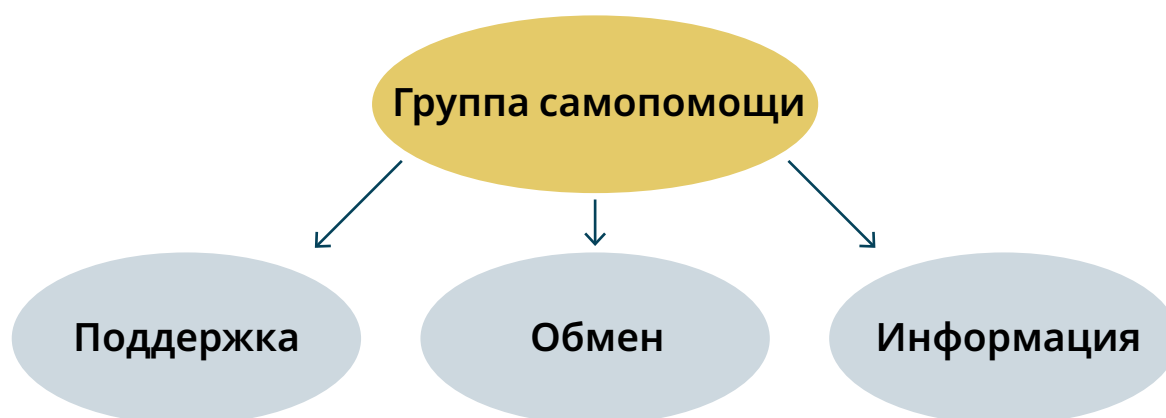 Группа самопомощи
Поддержка
Обмен
Информация